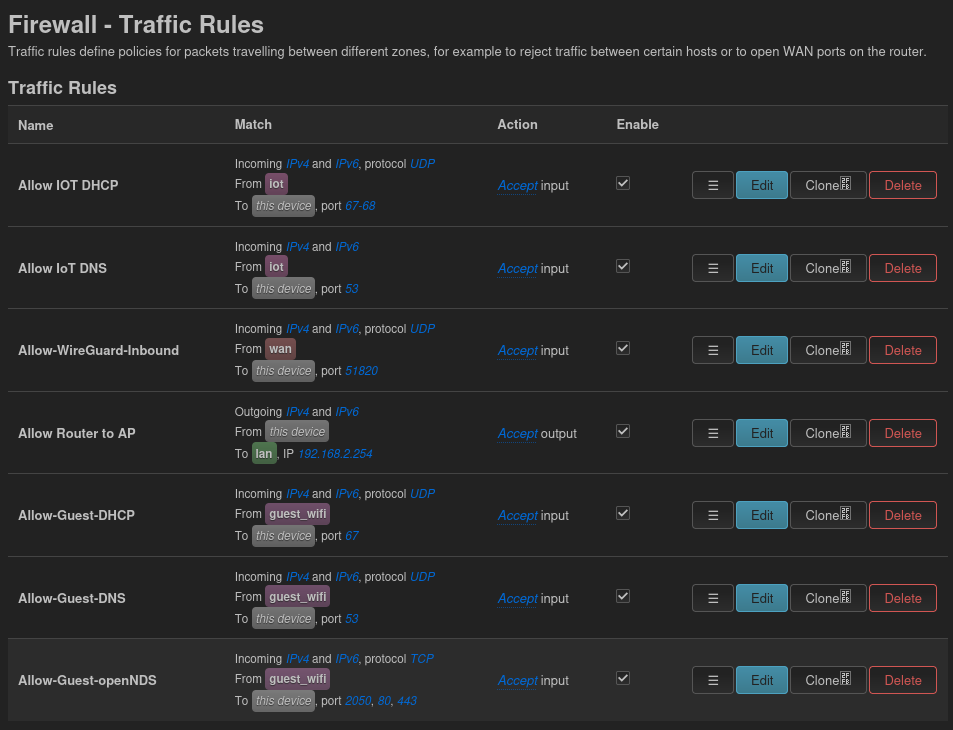 Firewall - Traffic Rules
Traffic rules define policies for packets travelling between different zones, for example to reject traffic between certain hosts or to open WAN ports on the router.
Traffic Rules
Name Match Action Enable
Incoming IPv4 and IPv6, protocol UDP
From iot
To this device, port 67-68
Allow IOT DHCP Accept input ☰ Edit Clone Delete
Incoming IPv4 and IPv6
From iot
To this device, port 53
Allow IoT DNS Accept input ☰ Edit Clone Delete
Incoming IPv4 and IPv6, protocol UDP
From wan
To this device, port 51820
Allow-WireGuard-Inbound Accept input ☰ Edit Clone Delete
Outgoing IPv4 and IPv6
From this device
To lan, IP 192.168.2.254
Allow Router to AP Accept output ☰ Edit Clone Delete
Incoming IPv4 and IPv6, protocol UDP
From guest_wifi
To this device, port 67
Allow-Guest-DHCP Accept input ☰ Edit Clone Delete
Incoming IPv4 and IPv6, protocol UDP
From guest_wifi
To this device, port 53
Allow-Guest-DNS Accept input ☰ Edit Clone Delete
Incoming IPv4 and IPv6, protocol TCP
From guest_wifi
To this device, port 2050, 80, 443
Allow-Guest-openNDS Accept input ☰ Edit Clone Delete